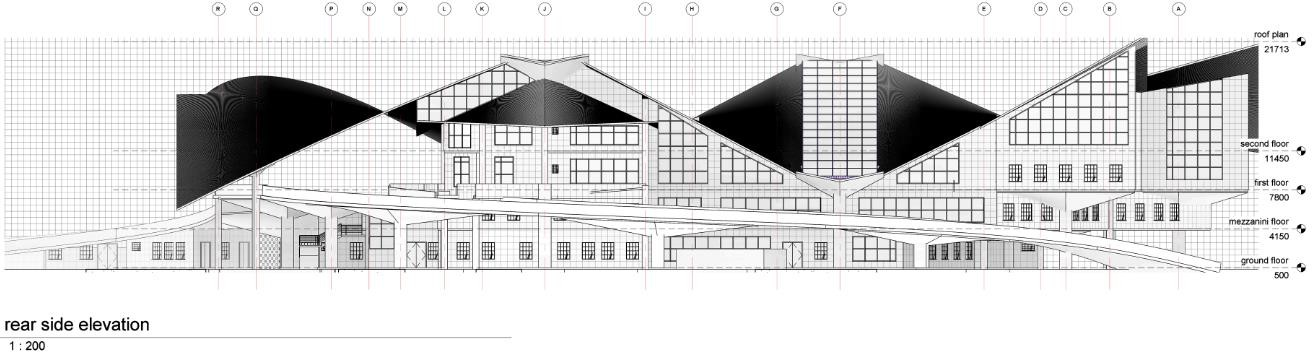 R Q P N M L K J I H G F E D C B A
roof plan
21713
second floor
11450
first floor
7800
mezzanini floor
4150
ground floor
500
rear side elevation
1 : 200